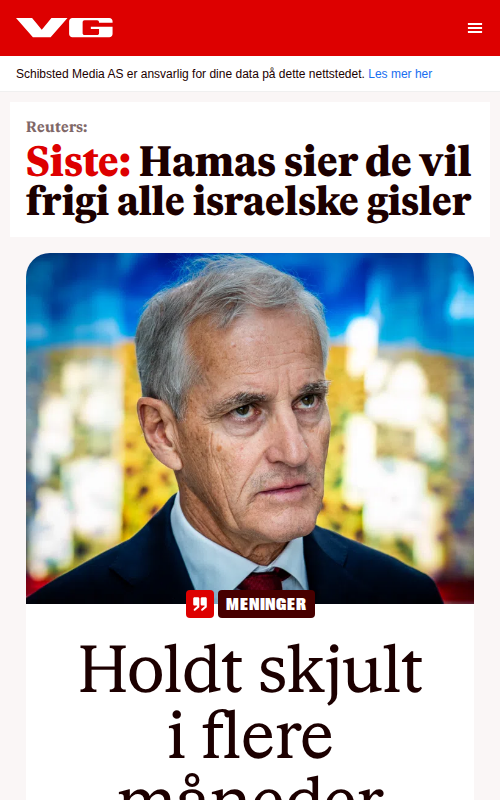 VG
Schibsted Media AS er ansvarlig for dine data på dette nettstedet. Les mer her
Reuters:
Siste: Hamas sier de vil
frigi alle israelske gisler
MENINGER
Holdt skjult
i flere
måneder